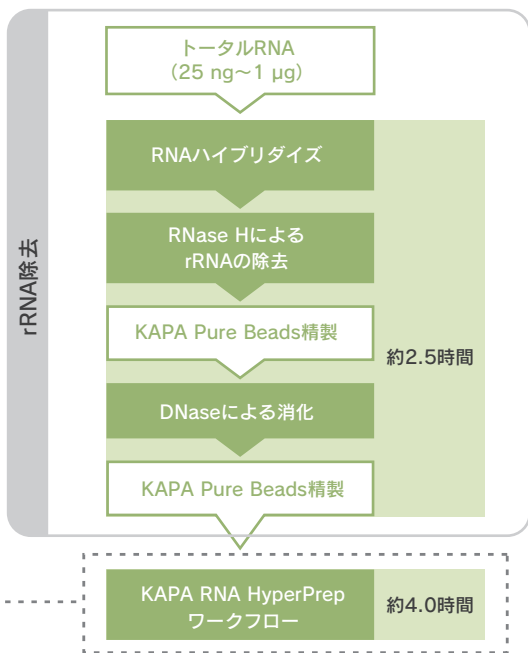 rRNA除去
トータルRNA
(25 ng〜1 µg)
RNAハイブリダイズ
RNase Hによる
rRNAの除去
KAPA Pure Beads精製
DNaseによる消化
KAPA Pure Beads精製
約2.5時間
KAPA RNA HyperPrep
ワークフロー
約4.0時間